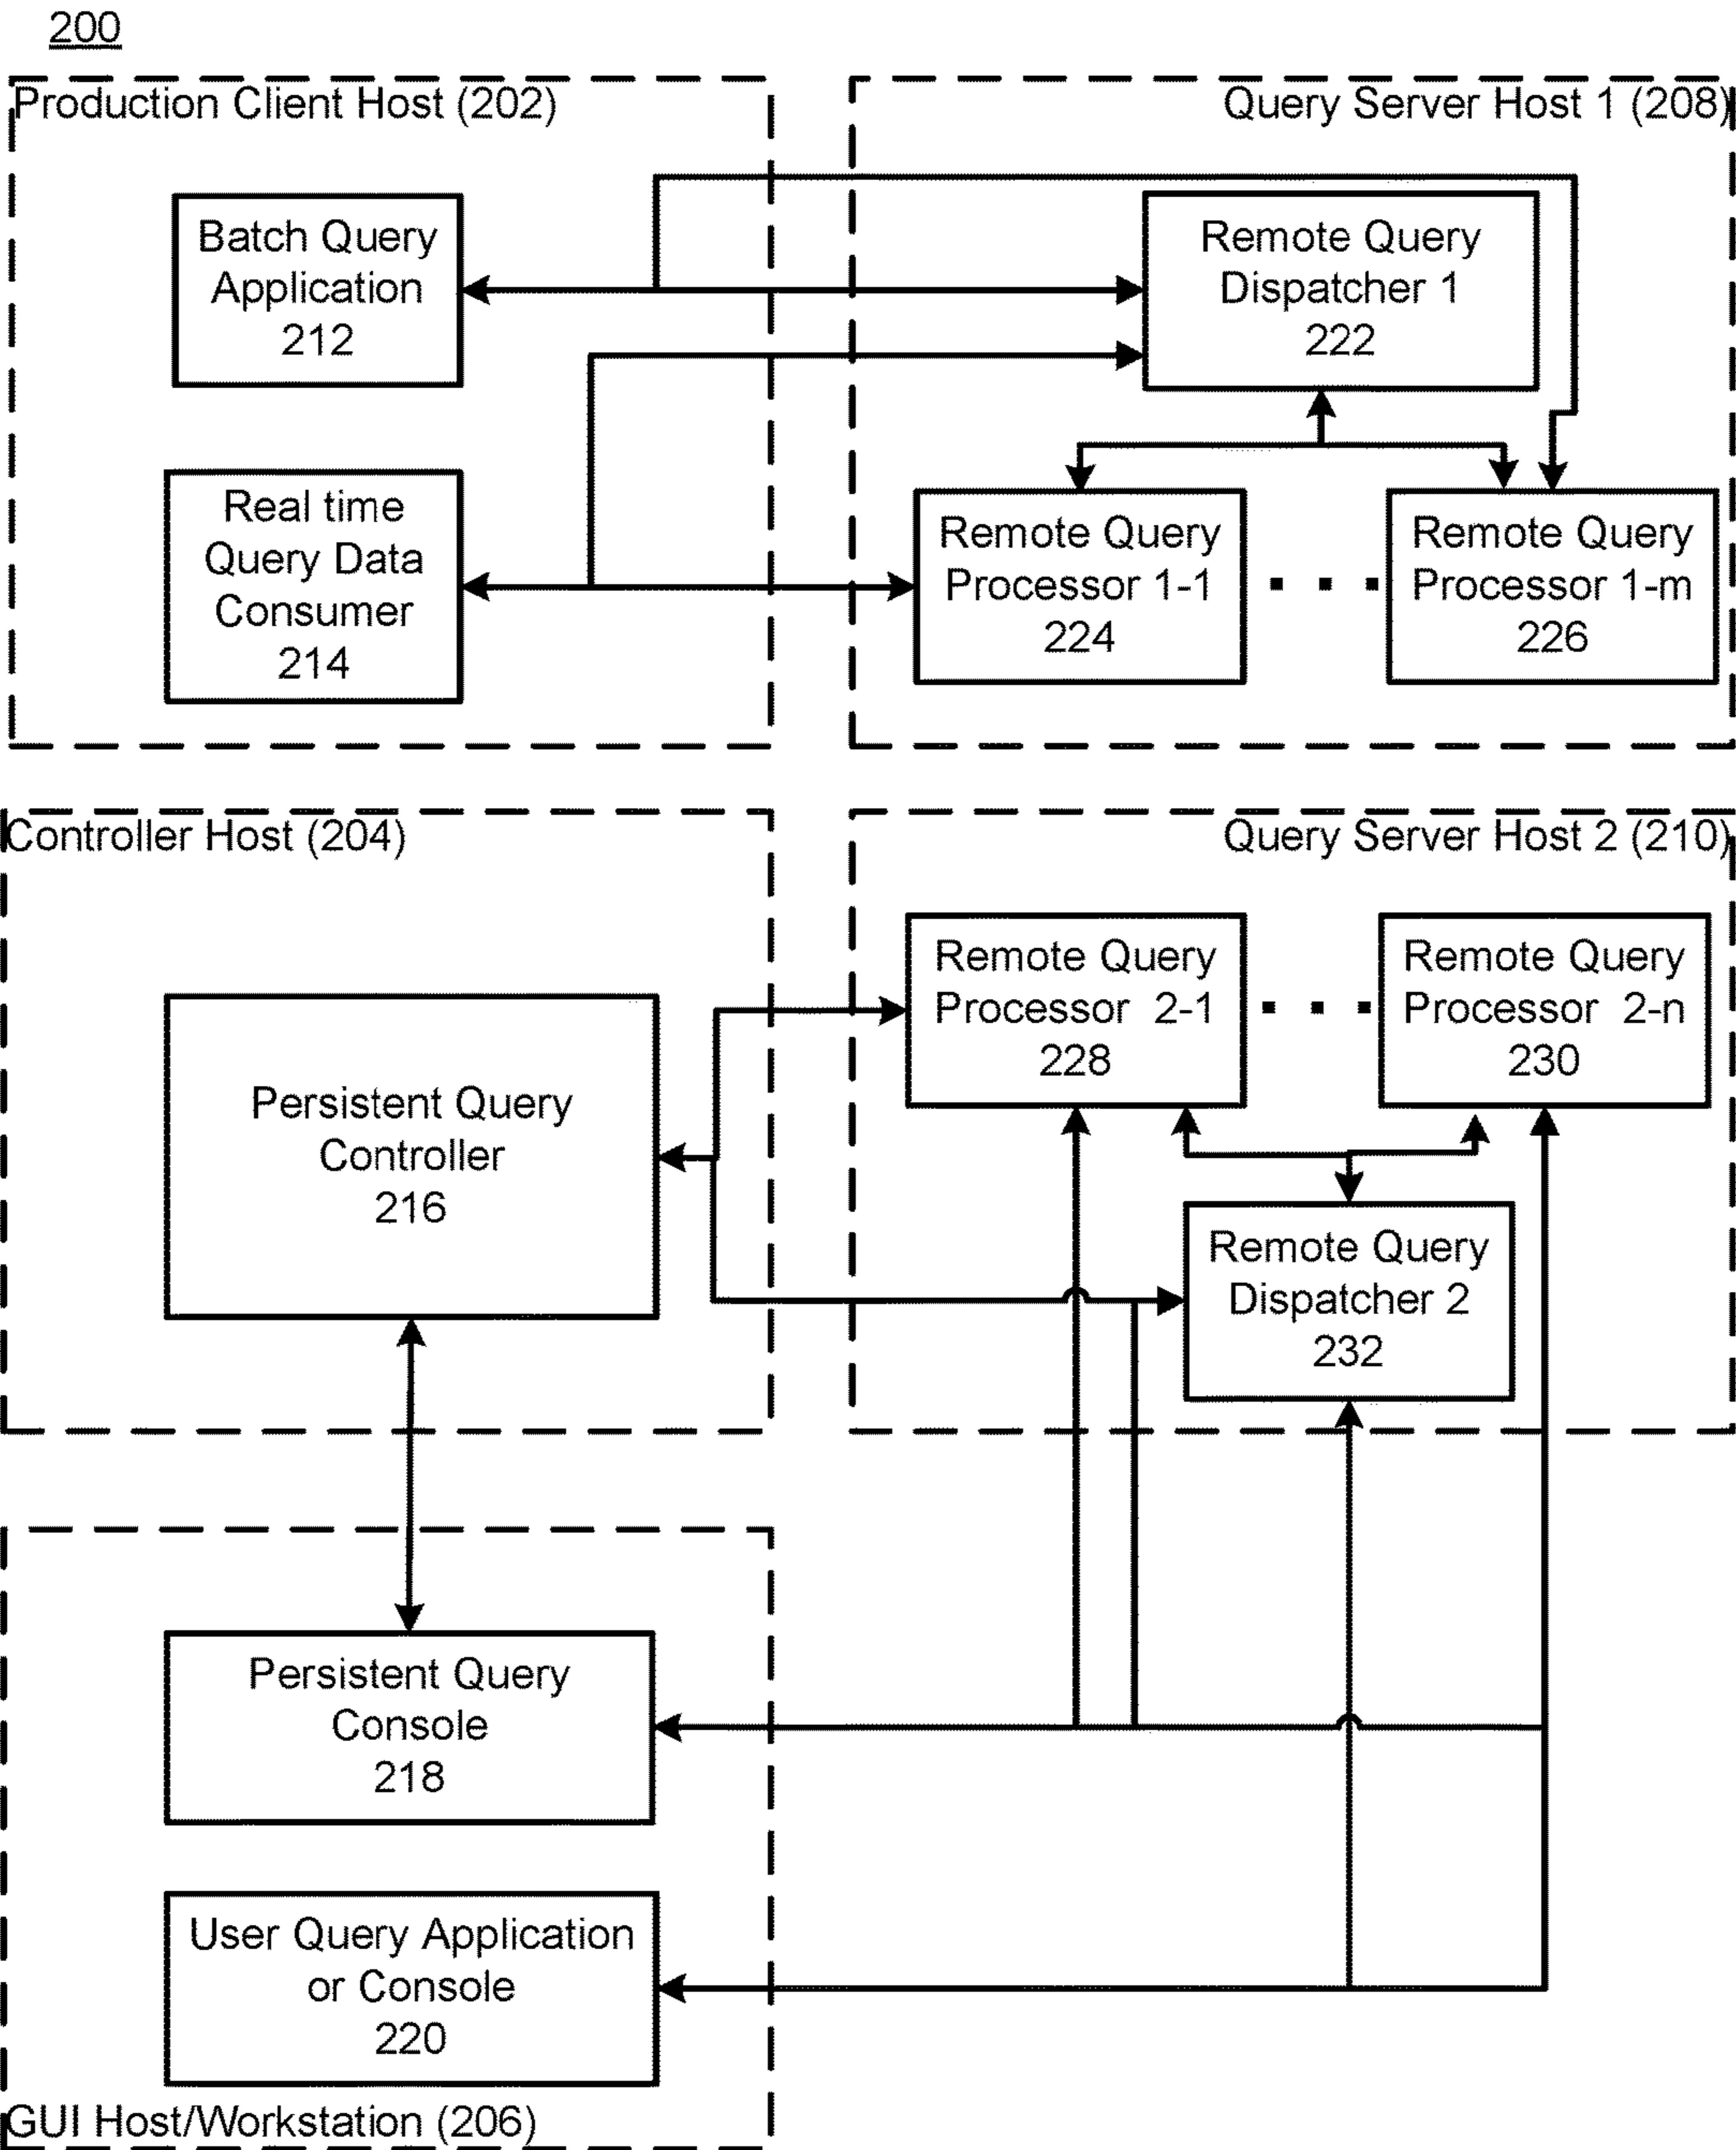 200
Production Client Host (202)
Query Server Host 1 (208)
Batch Query
Application
212
Remote Query
Dispatcher 1
222
Real time
Query Data
Consumer
214
Remote Query
Processor 1-1
224
Remote Query
Processor 1-m
226
Controller Host (204)
Query Server Host 2 (210)
Remote Query
Processor 2-1
228
Remote Query
Processor 2-n
230
Persistent Query
Controller
216
Remote Query
Dispatcher 2
232
Persistent Query
Console
218
User Query Application
or Console
220
GUI Host/Workstation (206)